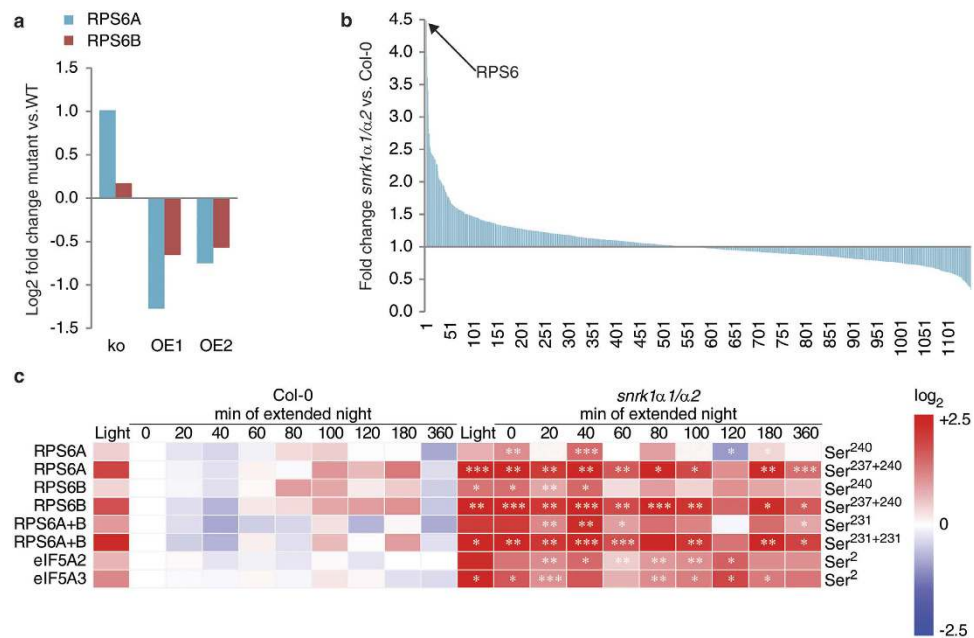 a
RPS6A
RPS6B
Log2 fold change mutant vs.WT
1.5
1.0
0.5
0.0
-0.5
-1.0
-1.5
ko OE1 OE2
b
Fold change snrk1α1/α2 vs. Col-0
4.5
4.0
3.5
3.0
2.5
2.0
1.5
1.0
0.5
0.0
RPS6
1 51 101 151 201 251 301 351 401 451 501 551 601 651 701 751 801 851 901 951 1001 1051 1101
c
Col-0 snrk1α1/α2
min of extended night min of extended night
Light 0 20 40 60 80 100 120 180 360 Light 0 20 40 60 80 100 120 180 360
RPS6A ** *** * * Ser240
RPS6A *** ** ** ** ** * * ** *** Ser237+240
RPS6B * * ** * Ser240
RPS6B ** *** ** *** ** *** ** * * Ser237+240
RPS6A+B ** ** * * Ser231
RPS6A+B * ** ** *** *** ** ** * Ser231+231
eIF5A2 ** * ** ** ** * Ser2
eIF5A3 * * *** ** * * * Ser2
log2
+2.5
0
-2.5